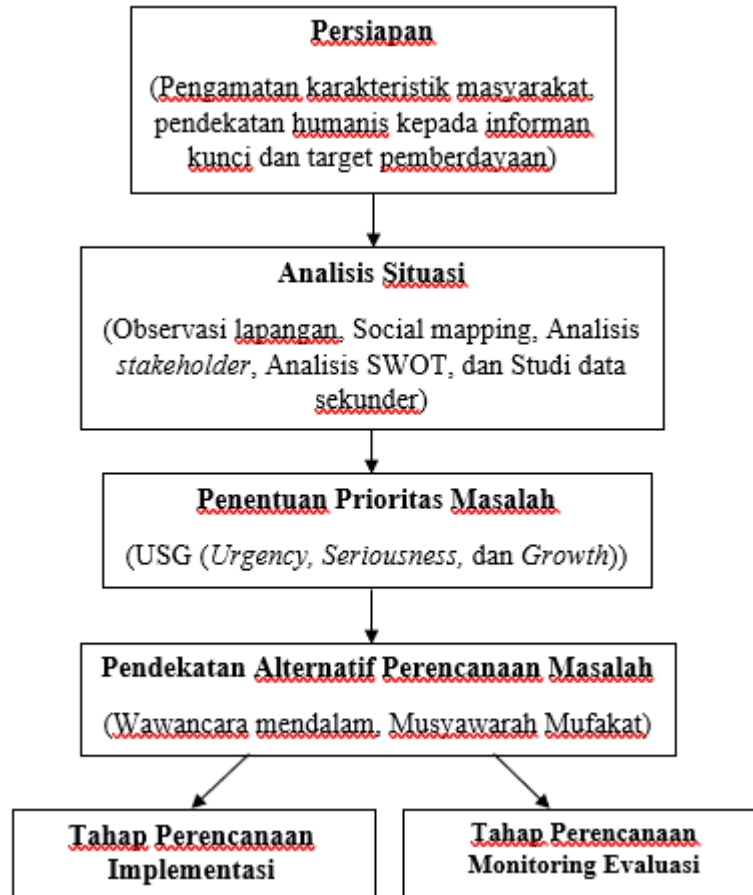 Persiapan
(Pengamatan karakteristik masyarakat,
pendekatan humanis kepada informan
kunci dan target pemberdayaan)
Analisis Situasi
(Observasi lapangan, Social mapping, Analisis
stakeholder, Analisis SWOT, dan Studi data
sekunder)
Penentuan Prioritas Masalah
(USG (Urgency, Seriousness, dan Growth))
Pendekatan Alternatif Perencanaan Masalah
(Wawancara mendalam, Musyawarah Mufakat)
Tahap Perencanaan
Implementasi
Tahap Perencanaan
Monitoring Evaluasi